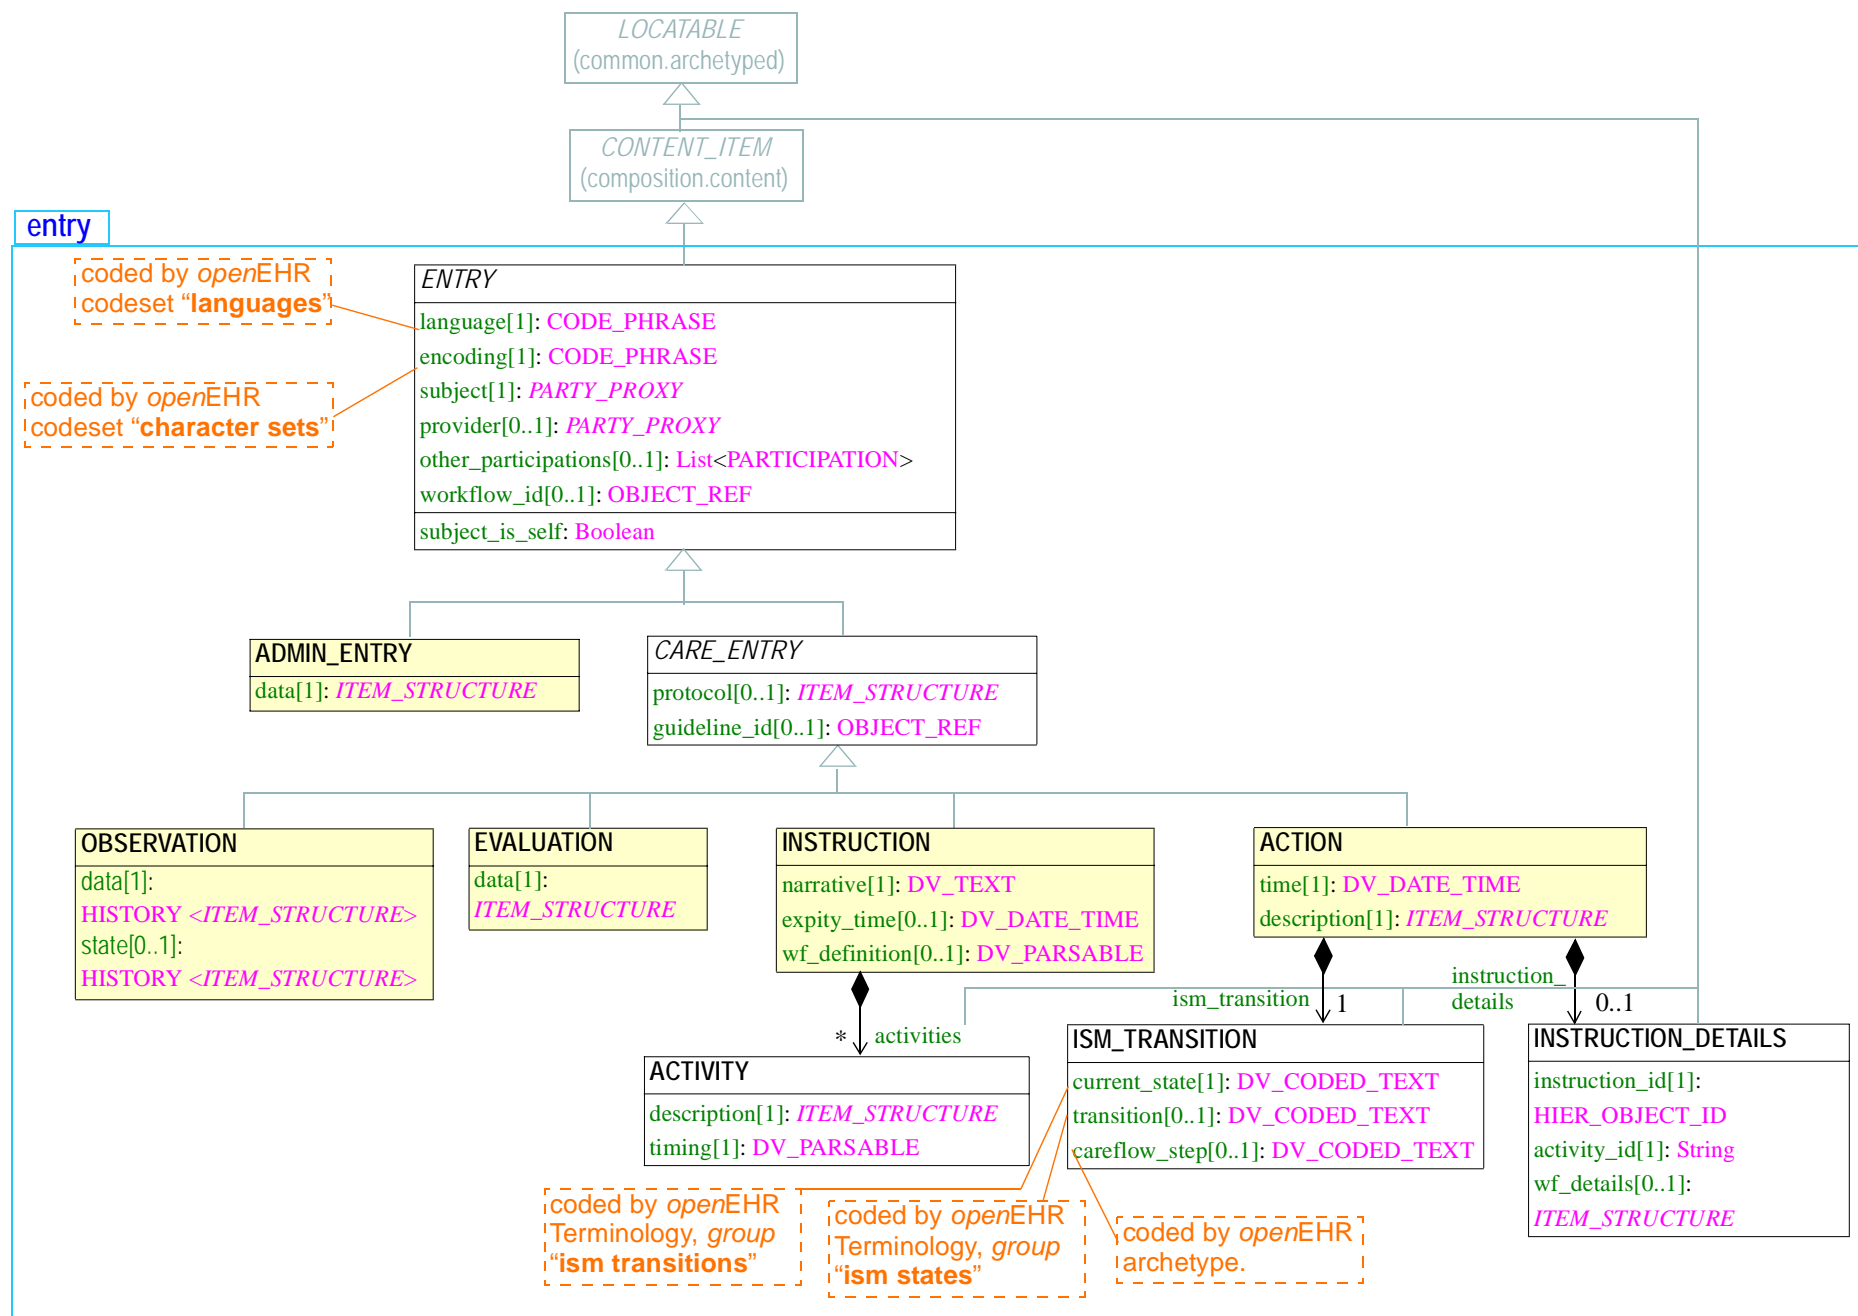 LOCATABLE
(common.archetyped)
CONTENT_ITEM
(composition.content)
entry
coded by openEHR
codeset “languages”
coded by openEHR
codeset “character sets”
ENTRY
language[1]: CODE_PHRASE
encoding[1]: CODE_PHRASE
subject[1]: PARTY_PROXY
provider[0..1]: PARTY_PROXY
other_participations[0..1]: List<PARTICIPATION>
workflow_id[0..1]: OBJECT_REF
subject_is_self: Boolean
ADMIN_ENTRY
data[1]: ITEM_STRUCTURE
CARE_ENTRY
protocol[0..1]: ITEM_STRUCTURE
guideline_id[0..1]: OBJECT_REF
OBSERVATION
data[1]:
HISTORY <ITEM_STRUCTURE>
state[0..1]:
HISTORY <ITEM_STRUCTURE>
EVALUATION
data[1]:
ITEM_STRUCTURE
INSTRUCTION
narrative[1]: DV_TEXT
expity_time[0..1]: DV_DATE_TIME
wf_definition[0..1]: DV_PARSABLE
ACTION
time[1]: DV_DATE_TIME
description[1]: ITEM_STRUCTURE
* activities
ism_transition 1
instruction_
details 0..1
ACTIVITY
description[1]: ITEM_STRUCTURE
timing[1]: DV_PARSABLE
ISM_TRANSITION
current_state[1]: DV_CODED_TEXT
transition[0..1]: DV_CODED_TEXT
careflow_step[0..1]: DV_CODED_TEXT
INSTRUCTION_DETAILS
instruction_id[1]:
HIER_OBJECT_ID
activity_id[1]: String
wf_details[0..1]:
ITEM_STRUCTURE
coded by openEHR
Terminology, group
“ism transitions”
coded by openEHR
Terminology, group
“ism states”
coded by openEHR
archetype.